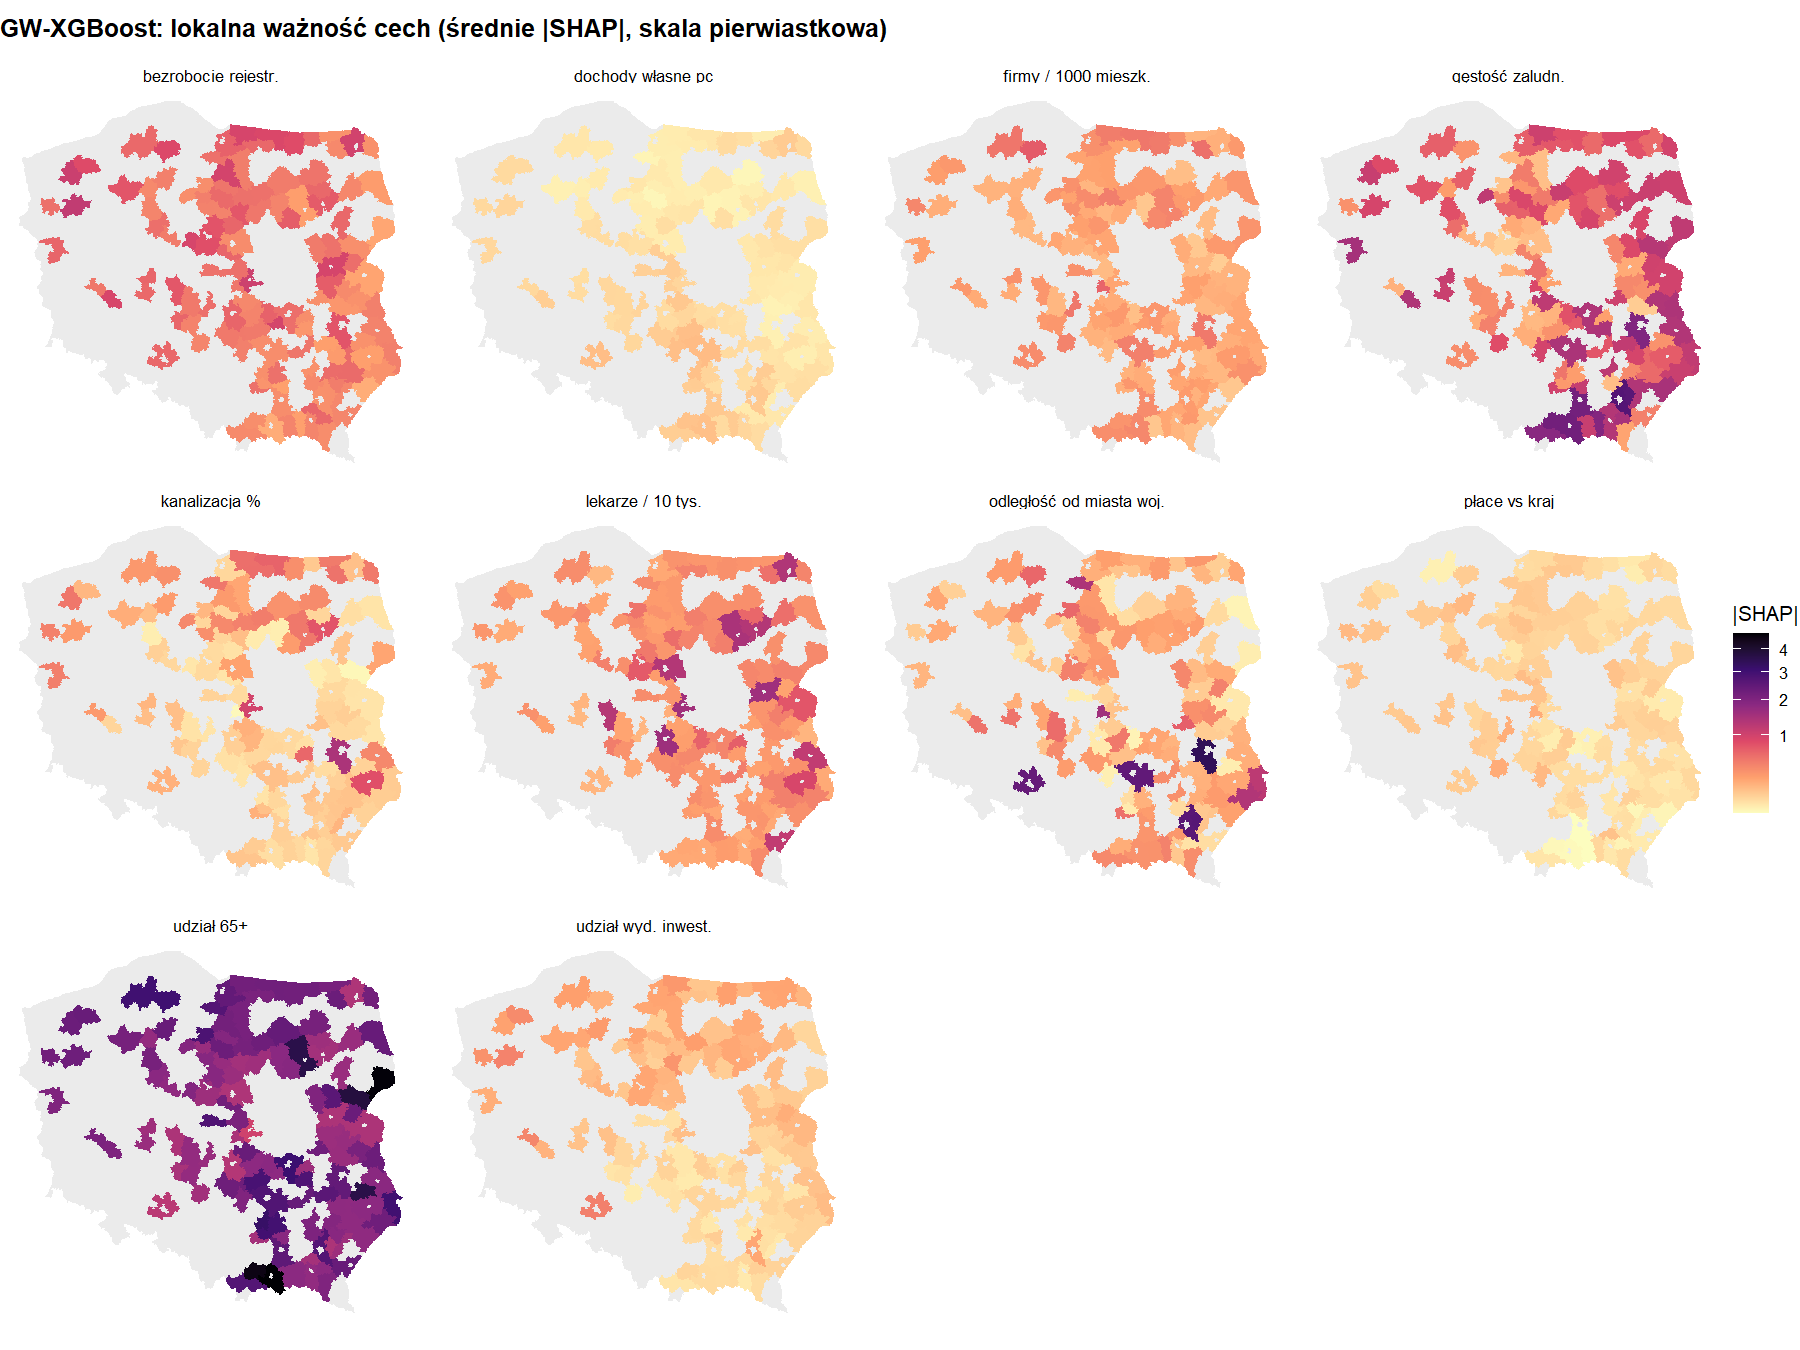 GW-XGBoost: lokalna ważność cech (średnie |SHAP|, skala pierwiastkowa)
bezrobocie rejestr.
dochody własne pc
firmy / 1000 mieszk.
gęstość zaludn.
kanalizacja %
lekarze / 10 tys.
odległość od miasta woj.
płace vs kraj
|SHAP|
4
3
2
1
udział 65+
udział wyd. inwest.